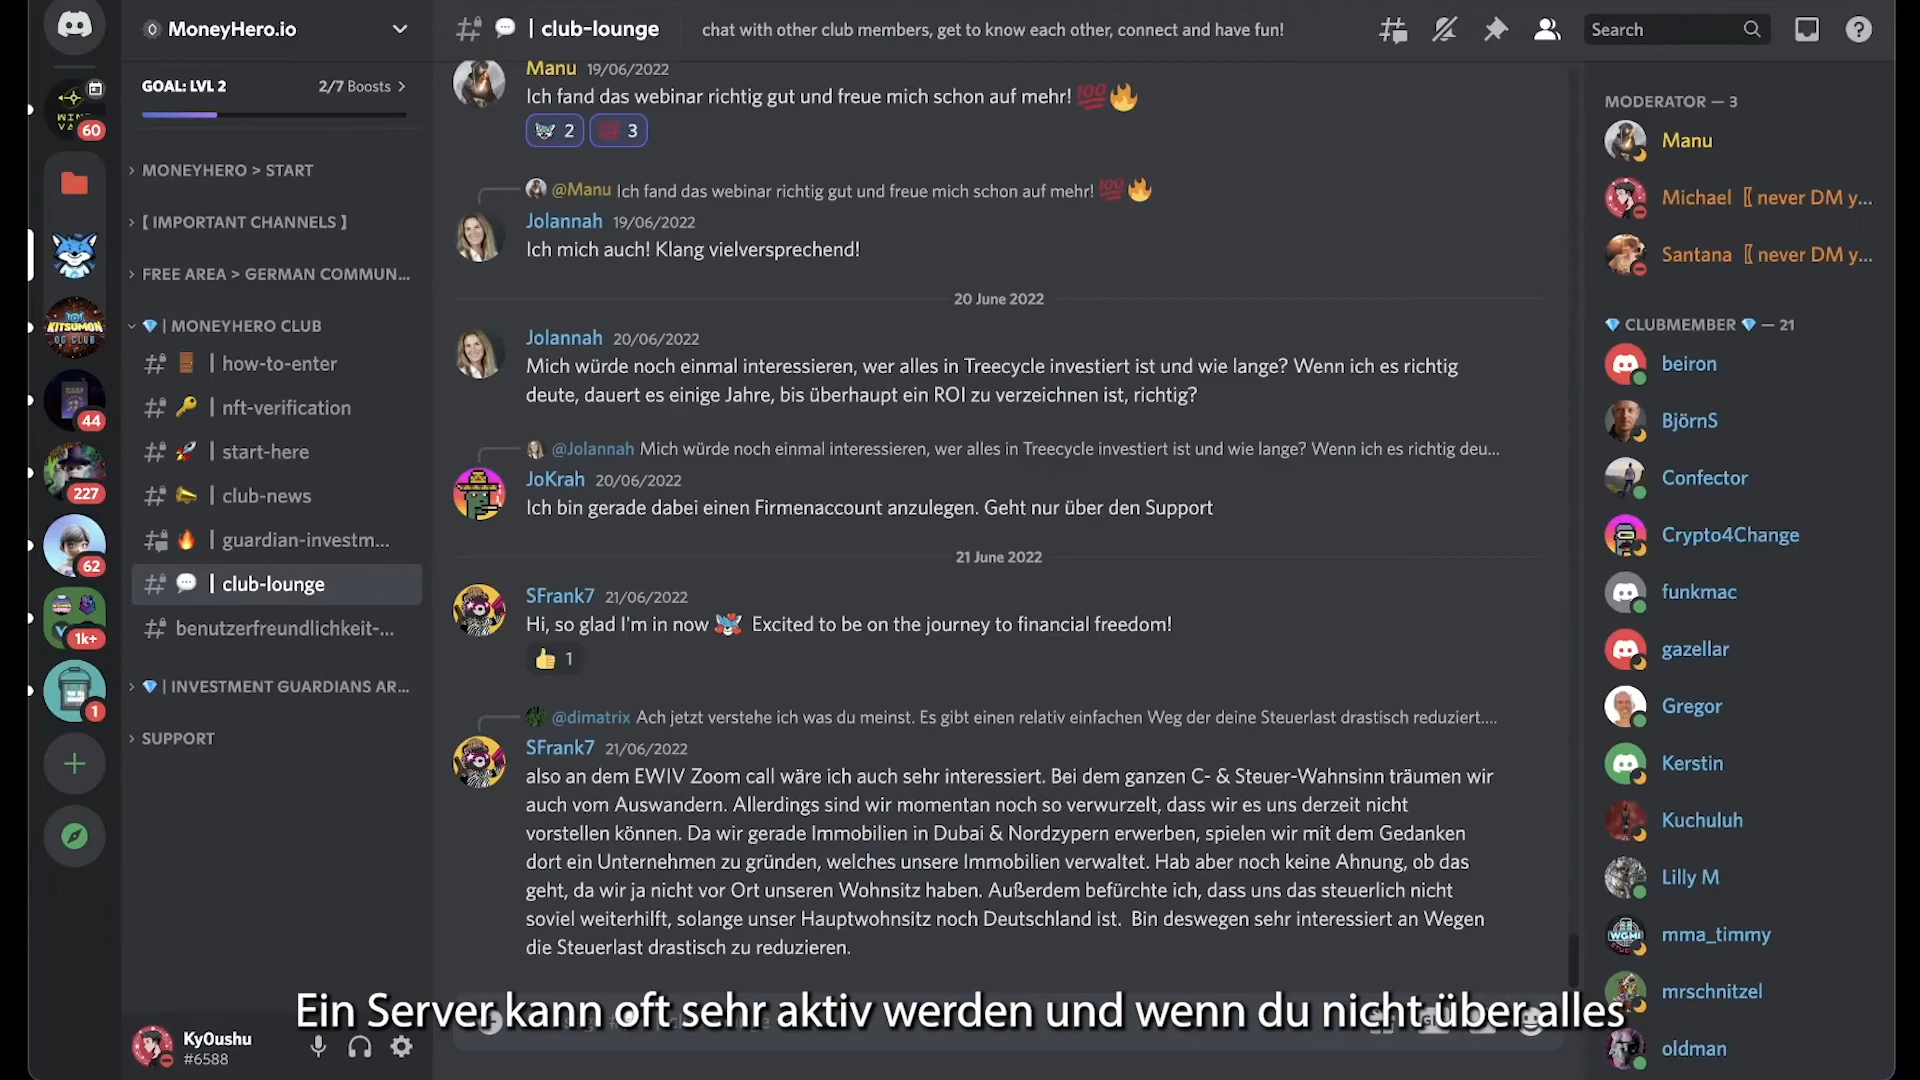 MoneyHero.io
GOAL: LVL 2
2/7 Boosts >
MONEYHERO > START
【 IMPORTANT CHANNELS 】
FREE AREA > GERMAN COMMUN...
💎 | MONEYHERO CLUB
| how-to-enter
| nft-verification
| start-here
| club-news
| guardian-investm...
| club-lounge
benutzerfreundlichkeit-...
💎 | INVESTMENT GUARDIANS AR...
SUPPORT
60
44
227
62
1k+
1
KITSUMON
OG CLUB
KyOushu
#6588
| club-lounge
chat with other club members, get to know each other, connect and have fun!
Search
Manu 19/06/2022
Ich fand das webinar richtig gut und freue mich schon auf mehr! 💯🔥
2
3
@Manu Ich fand das webinar richtig gut und freue mich schon auf mehr! 💯🔥
Jolannah 19/06/2022
Ich mich auch! Klang vielversprechend!
20 June 2022
Jolannah 20/06/2022
Mich würde noch einmal interessieren, wer alles in Treecycle investiert ist und wie lange? Wenn ich es richtig
deute, dauert es einige Jahre, bis überhaupt ein ROI zu verzeichnen ist, richtig?
@Jolannah Mich würde noch einmal interessieren, wer alles in Treecycle investiert ist und wie lange? Wenn ich es richtig deu...
JoKrah 20/06/2022
Ich bin gerade dabei einen Firmenaccount anzulegen. Geht nur über den Support
21 June 2022
SFrank7 21/06/2022
Hi, so glad I'm in now Excited to be on the journey to financial freedom!
👍 1
@dimatrix Ach jetzt verstehe ich was du meinst. Es gibt einen relativ einfachen Weg der deine Steuerlast drastisch reduziert....
SFrank7 21/06/2022
also an dem EWIV Zoom call wäre ich auch sehr interessiert. Bei dem ganzen C- & Steuer-Wahnsinn träumen wir
auch vom Auswandern. Allerdings sind wir momentan noch so verwurzelt, dass wir es uns derzeit nicht
vorstellen können. Da wir gerade Immobilien in Dubai & Nordzypern erwerben, spielen wir mit dem Gedanken
dort ein Unternehmen zu gründen, welches unsere Immobilien verwaltet. Hab aber noch keine Ahnung, ob das
geht, da wir ja nicht vor Ort unseren Wohnsitz haben. Außerdem befürchte ich, dass uns das steuerlich nicht
soviel weiterhilft, solange unser Hauptwohnsitz noch Deutschland ist. Bin deswegen sehr interessiert an Wegen
die Steuerlast drastisch zu reduzieren.
Ein Server kann oft sehr aktiv werden und wenn du nicht über alles
MODERATOR — 3
Manu
Michael 〖 never DM y...
Santana 〖 never DM y...
💎 CLUBMEMBER 💎 — 21
beiron
BjörnS
Confector
Crypto4Change
funkmac
gazellar
Gregor
Kerstin
Kuchuluh
Lilly M
WGMI
mma_timmy
mrschnitzel
oldman